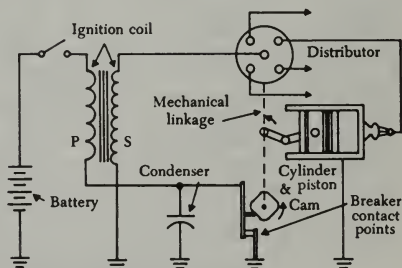 Ignition coil
Distributor
Mechanical
linkage
P
S
Condenser
Cylinder
piston
&
Cam
Battery
Breaker
contact
points